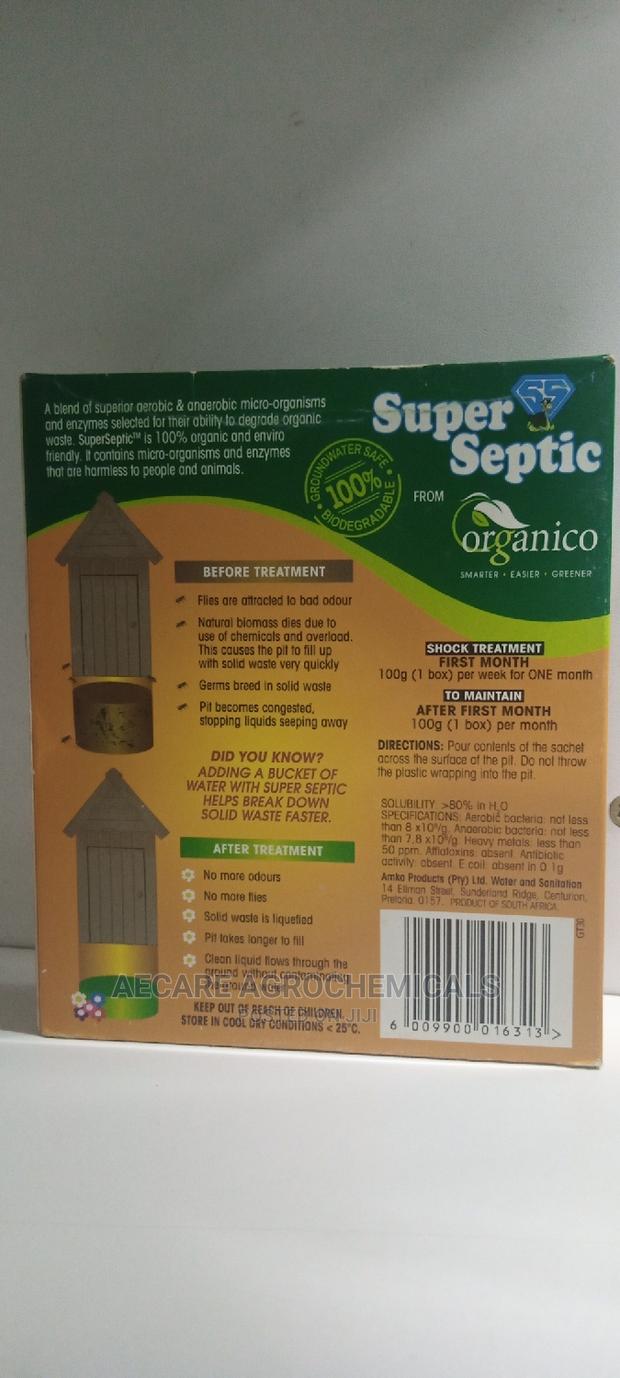 A blend of superior aerobic & anaerobic micro-organisms
and enzymes selected for their ability to degrade organic
waste. SuperSeptic™ is 100% organic and enviro
friendly. It contains micro-organisms and enzymes
that are harmless to people and animals.
SS
Super
Septic
GROUNDWATER SAFE
100%
BIODEGRADABLE
FROM
organico
SMARTER • EASIER • GREENER
BEFORE TREATMENT
Flies are attracted to bad odour
Natural biomass dies due to
use of chemicals and overload.
This causes the pit to fill up
with solid waste very quickly
Germs breed in solid waste
Pit becomes congested,
stopping liquids seeping away
DID YOU KNOW?
ADDING A BUCKET OF
WATER WITH SUPER SEPTIC
HELPS BREAK DOWN
SOLID WASTE FASTER.
AFTER TREATMENT
No more odours
No more flies
Solid waste is liquefied
Pit takes longer to fill
Clean liquid flows through the
ground without contaminating
KEEP OUT OF REACH OF CHILDREN.
STORE IN COOL DRY CONDITIONS < 25°C.
SHOCK TREATMENT
FIRST MONTH
100g (1 box) per week for ONE month
TO MAINTAIN
AFTER FIRST MONTH
100g (1 box) per month
DIRECTIONS: Pour contents of the sachet
across the surface of the pit. Do not throw
the plastic wrapping into the pit.
SOLUBILITY: >80% in H₂O
SPECIFICATIONS: Aerobic bacteria: not less
than 8 x10⁹/g. Anaerobic bacteria: not less
than 7,8 /g. Heavy metals: less than
50 ppm. Afflatoxins: absent. Antibiotic
activity: absent. E coli: absent in 0.1g
Amka Products (Pty) Ltd. Water and Sanitation
14 Ellman Street, Sunderland Ridge, Centurion,
Pretoria, 0157. PRODUCT OF SOUTH AFRICA.
GT30
6 009900 016313 >
AECARE AGROCHEMICALS
JIJI